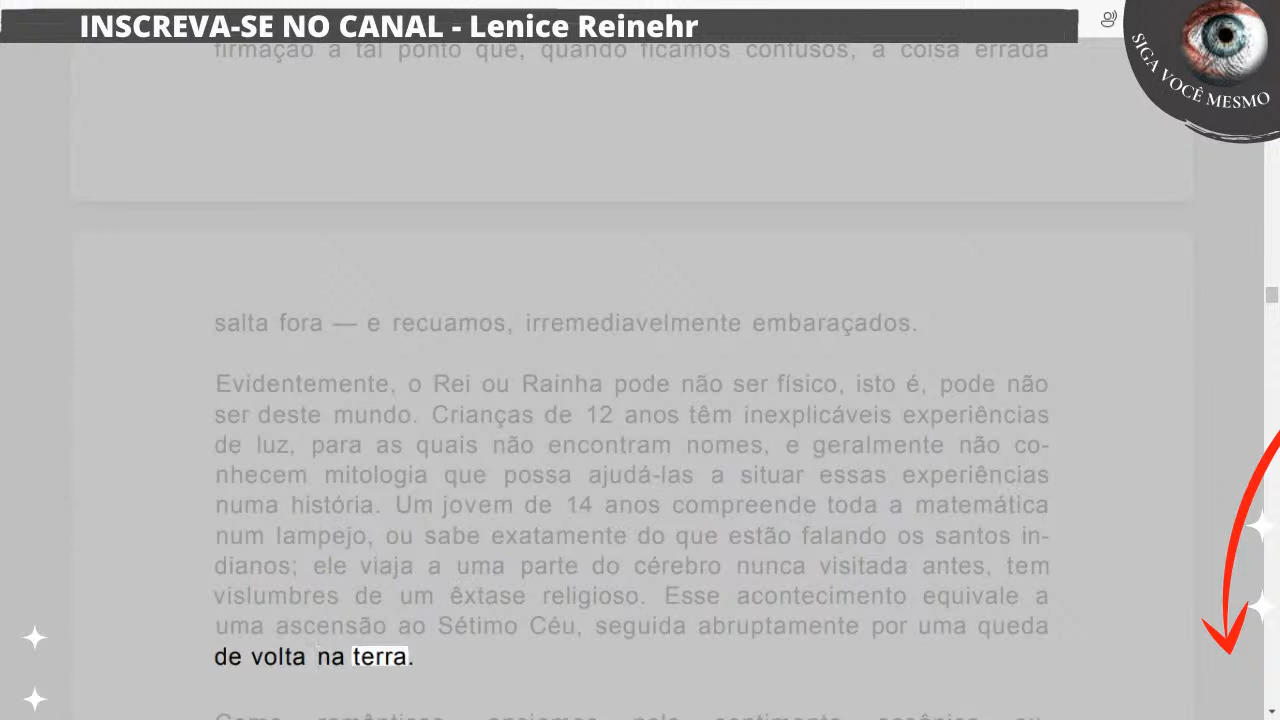 INSCREVA-SE NO CANAL - Lenice Reinehr
SIGA VOCÊ MESMO
firmação a tal ponto que, quando ficamos confusos, a coisa errada
salta fora — e recuamos, irremediavelmente embaraçados.
Evidentemente, o Rei ou Rainha pode não ser físico, isto é, pode não
ser deste mundo. Crianças de 12 anos têm inexplicáveis experiências
de luz, para as quais não encontram nomes, e geralmente não co-
nhecem mitologia que possa ajudá-las a situar essas experiências
numa história. Um jovem de 14 anos compreende toda a matemática
num lampejo, ou sabe exatamente do que estão falando os santos in-
dianos; ele viaja a uma parte do cérebro nunca visitada antes, tem
vislumbres de um êxtase religioso. Esse acontecimento equivale a
uma ascensão ao Sétimo Céu, seguida abruptamente por uma queda
de volta na terra.